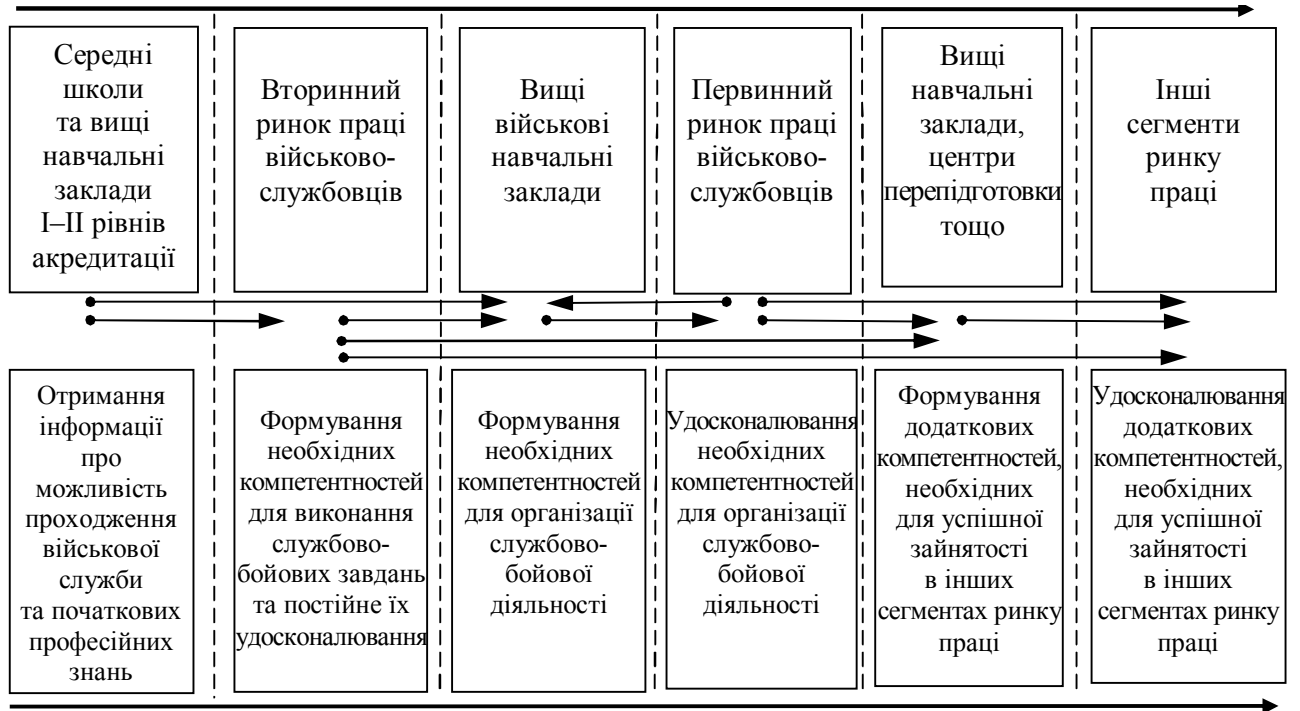 Середні
школи
та вищі
навчальні
заклади
І–ІІ рівнів
акредитації
Вторинний
ринок праці
військово-
службовців
Вищі
військові
навчальні
заклади
Первинний
ринок праці
військово-
службовців
Вищі
навчальні
заклади,
центри
перепідготовки
тощо
Інші
сегменти
ринку
праці
Отримання
інформації
про
можливість
проходження
військової
служби
та початкових
професійних
знань
Формування
необхідних
компетентностей
для виконання
службово-
бойових завдань
та постійне їх
удосконалювання
Формування
необхідних
компетентностей
для організації
службово-
бойової
діяльності
Удосконалювання
необхідних
компетентностей
для організації
службово-
бойової
діяльності
Формування
додаткових
компетентностей,
необхідних
для успішної
зайнятості
в інших
сегментах ринку
праці
Удосконалювання
додаткових
компетентностей,
необхідних
для успішної
зайнятості
в інших
сегментах ринку
праці